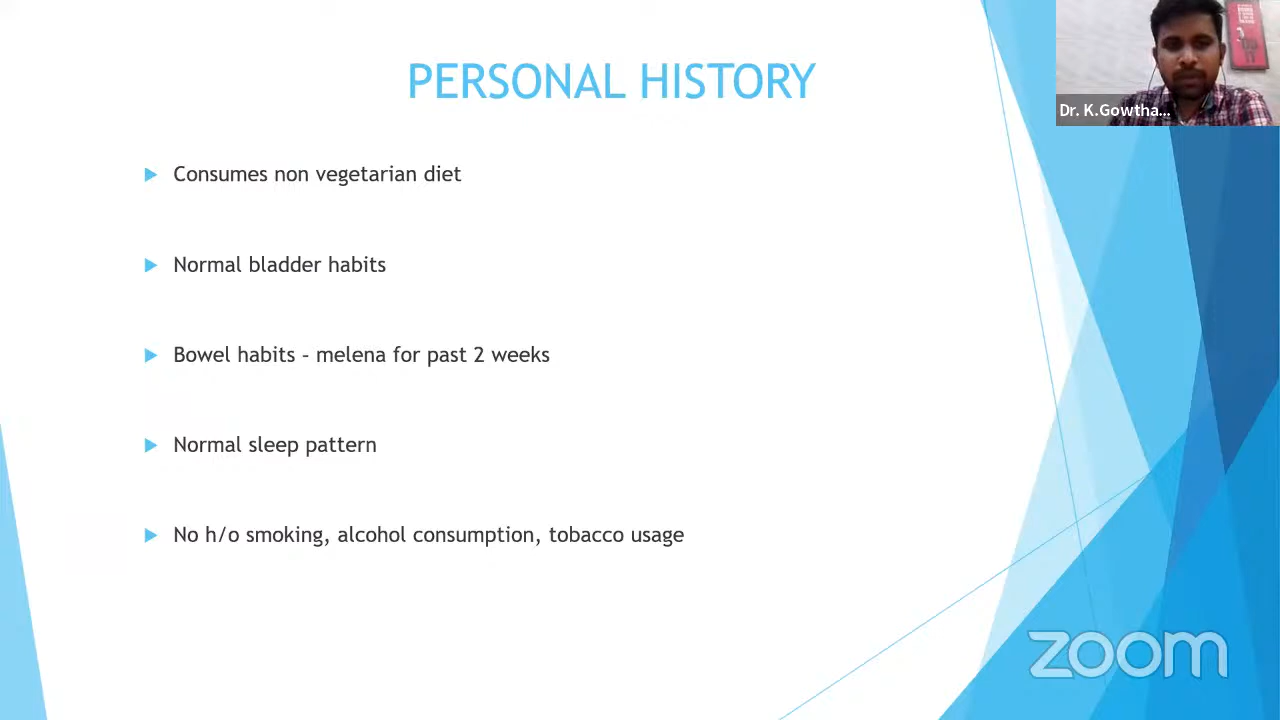 PERSONAL HISTORY
Dr. K.Gowtha...
Consumes non vegetarian diet
Normal bladder habits
Bowel habits – melena for past 2 weeks
Normal sleep pattern
No h/o smoking, alcohol consumption, tobacco usage
zoom